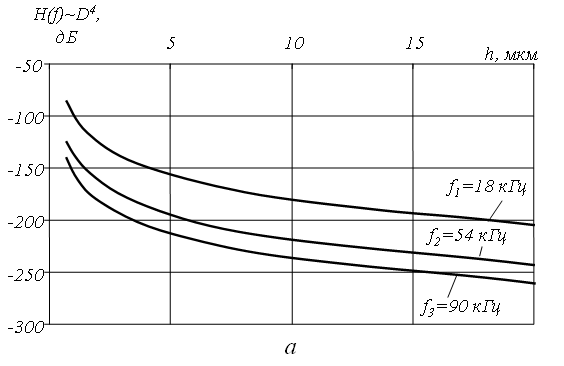 H(f)~D⁴,
дБ
5 10 15 h, мкм
-50
-100
-150
f₁=18 кГц
-200
f₂=54 кГц
-250
f₃=90 кГц
-300
а